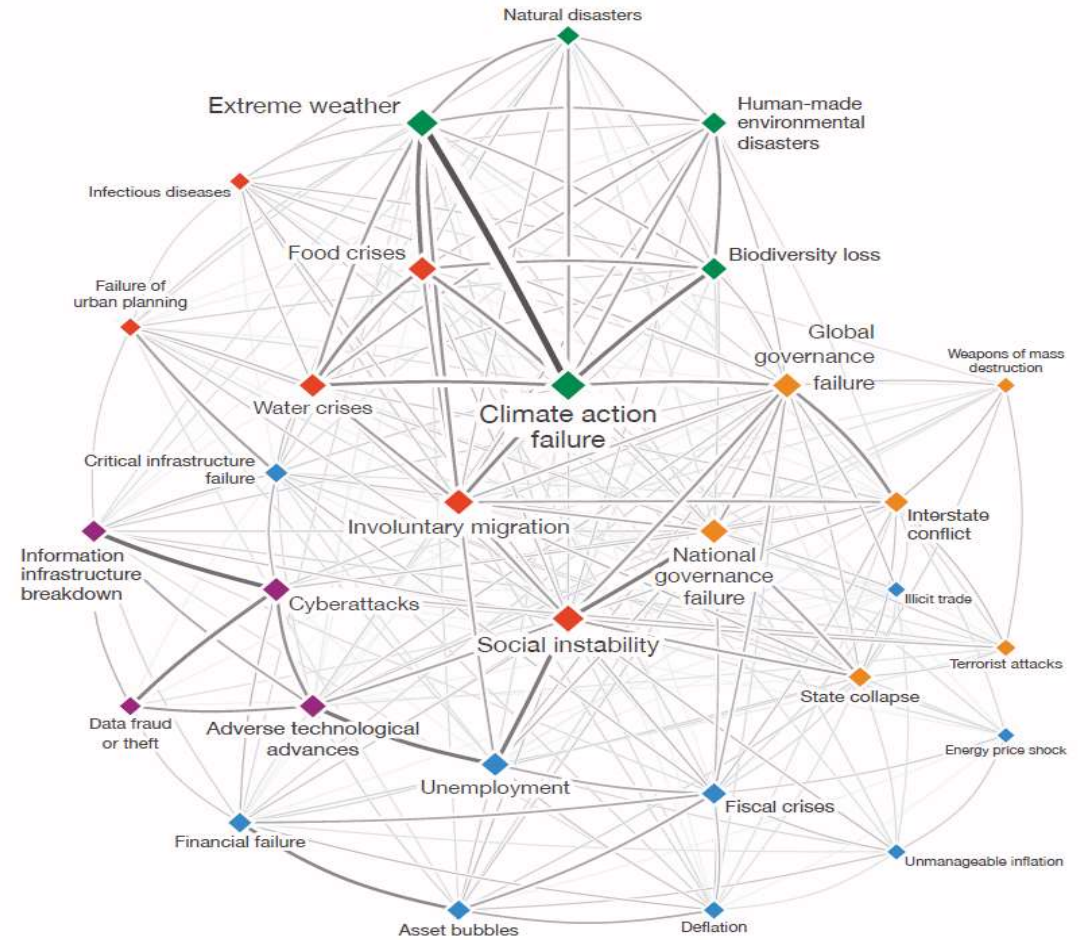 Natural disasters
Extreme weather
Human-made
environmental
disasters
Infectious diseases
Food crises
Biodiversity loss
Failure of
urban planning
Global
governance
failure
Weapons of mass
destruction
Water crises
Climate action
failure
Critical infrastructure
failure
Involuntary migration
Interstate
conflict
Information
infrastructure
breakdown
National
governance
failure
Cyberattacks
Illicit trade
Social instability
Terrorist attacks
State collapse
Data fraud
or theft
Adverse technological
advances
Energy price shock
Unemployment
Fiscal crises
Financial failure
Unmanageable inflation
Asset bubbles
Deflation